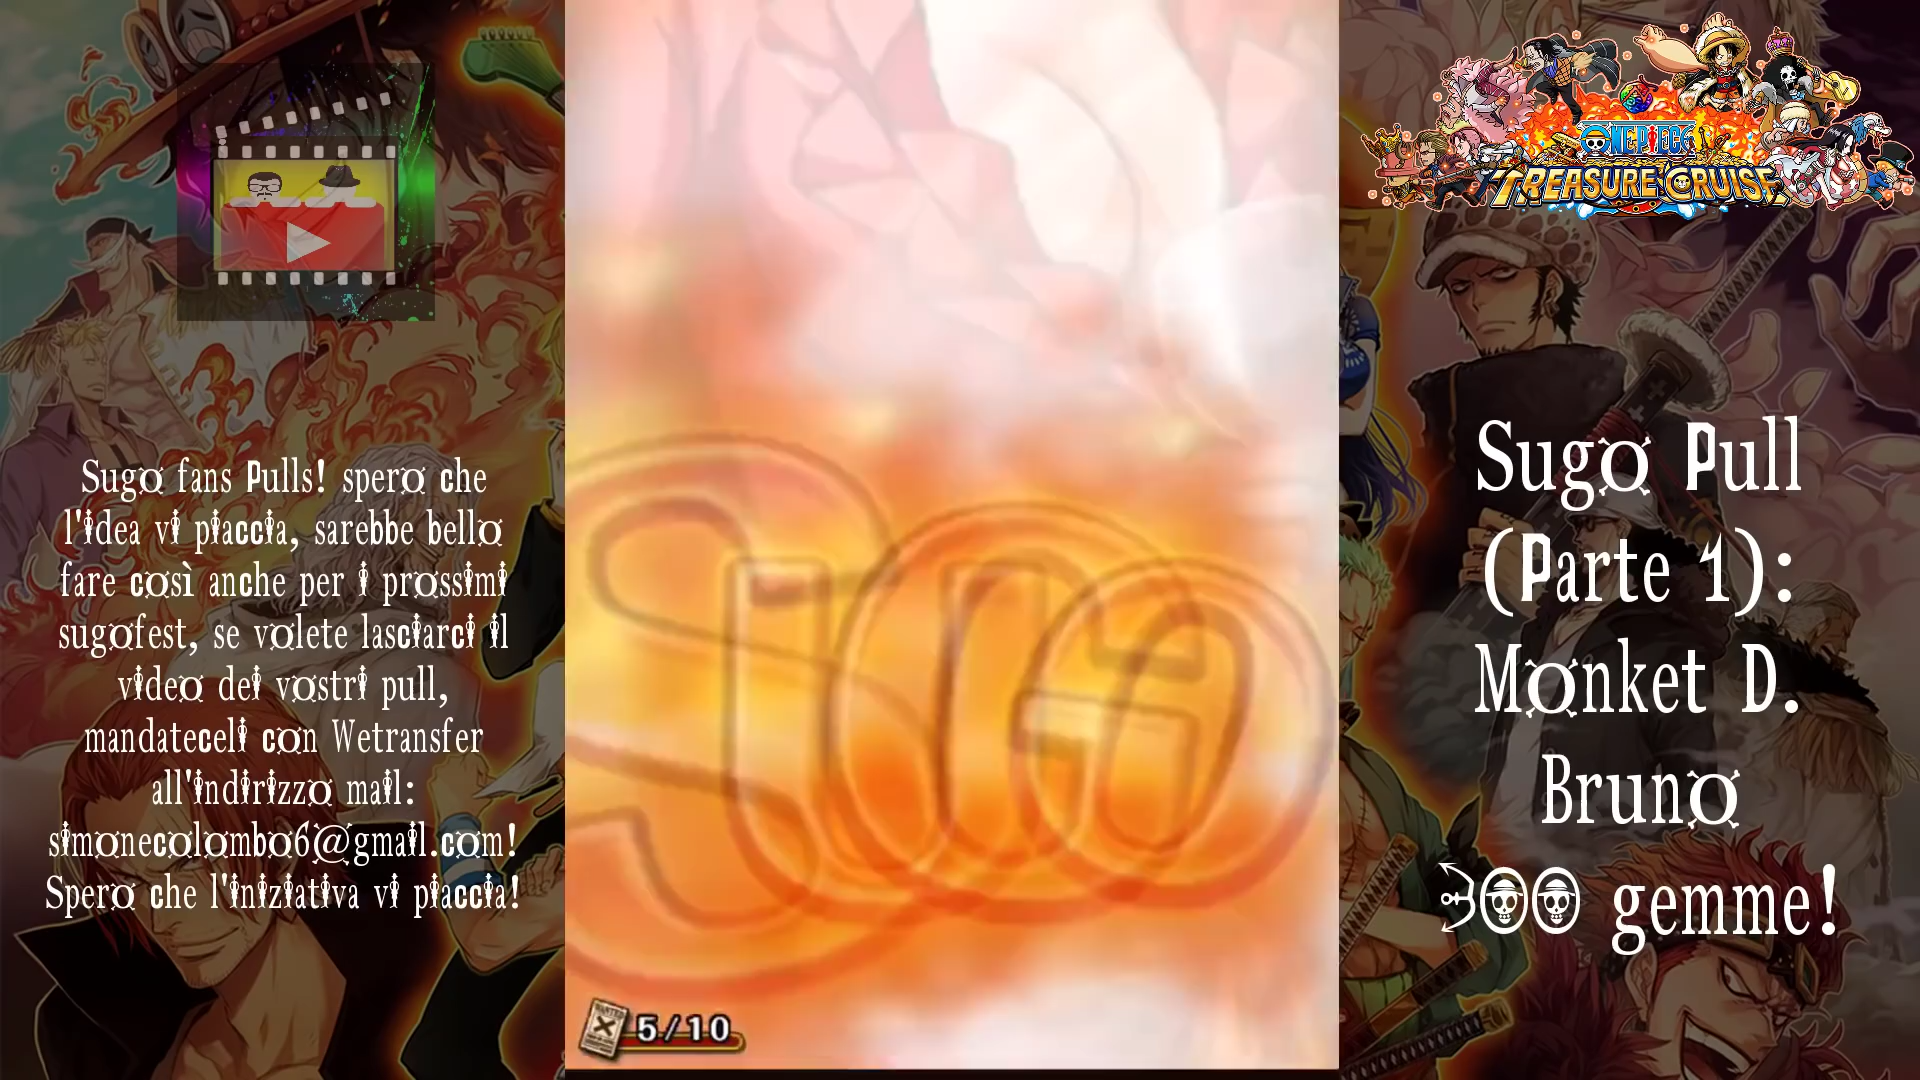 Sugo fans Pulls! spero che
l'idea vi piaccia, sarebbe bello
fare così anche per i prossimi
sugofest, se volete lasciarci il
video dei vostri pull,
mandateceli con Wetransfer
all'indirizzo mail:
simonecolombo6@gmail.com!
Spero che l'iniziativa vi piaccia!
SUGO
WANTED
5/10
ONE PIECE
TREASURE CRUISE
Sugo Pull
(Parte 1):
Monket D.
Bruno
300 gemme!